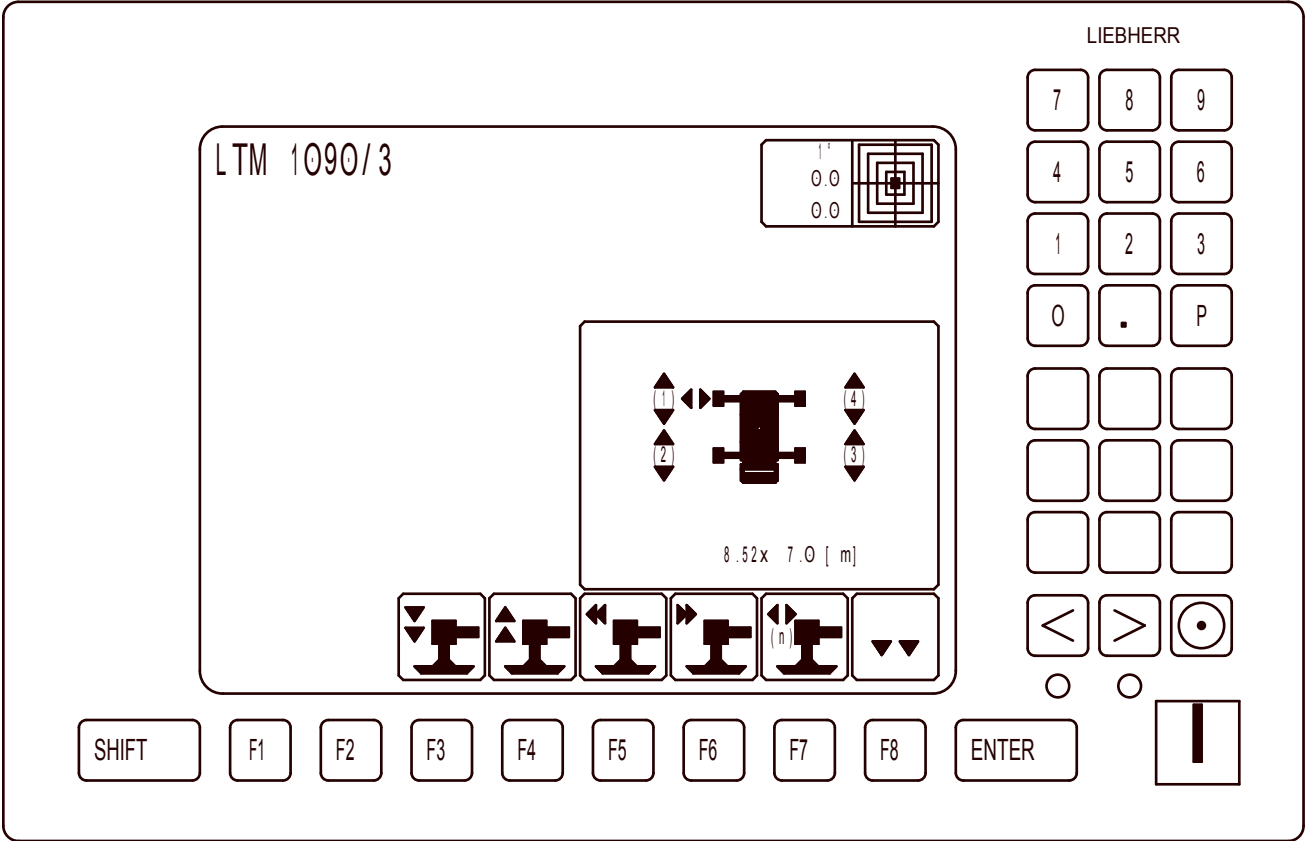 LIEBHERR
7 8 9
LTM 1090/3
1°
0.0
0.0
4 5 6
1 2 3
0 . P
(1) (4)
(2) (3)
8.52x 7.0 [ m]
(n)
< >
SHIFT F1 F2 F3 F4 F5 F6 F7 F8 ENTER